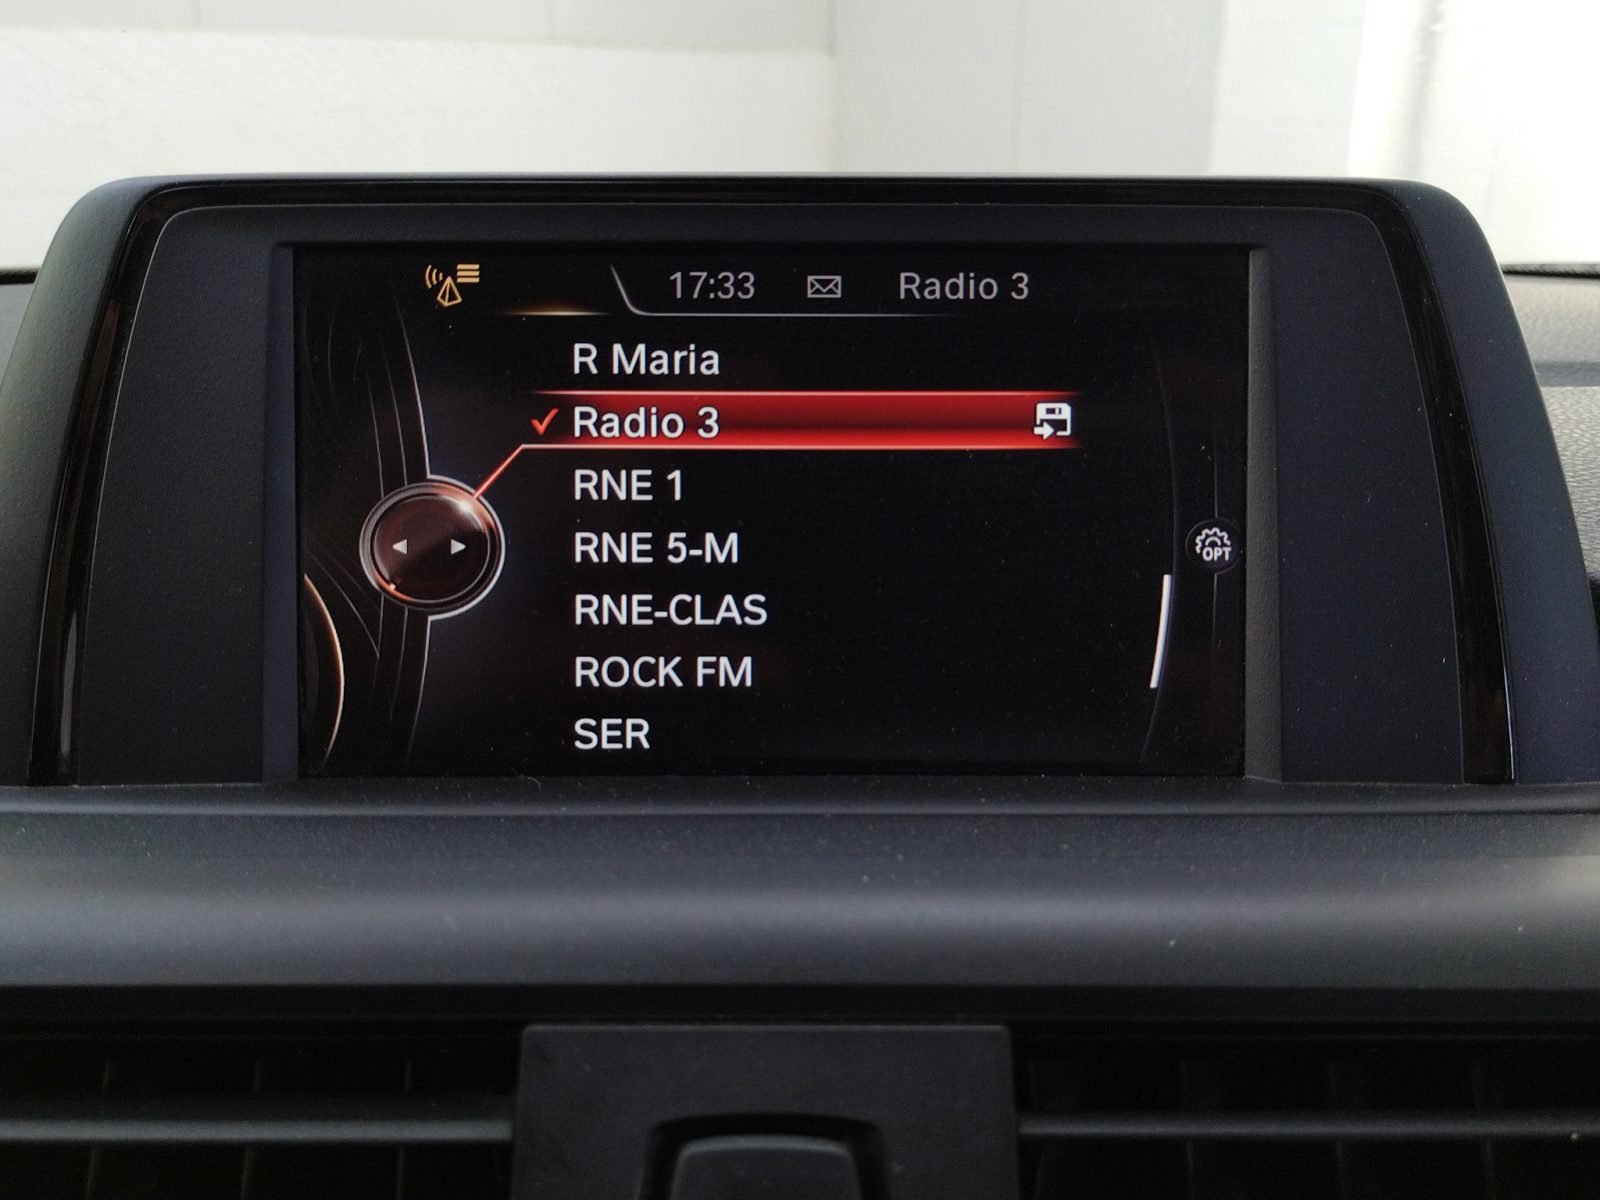 17:33 Radio 3
R Maria
Radio 3
RNE 1
RNE 5-M
OPT
RNE-CLAS
ROCK FM
SER